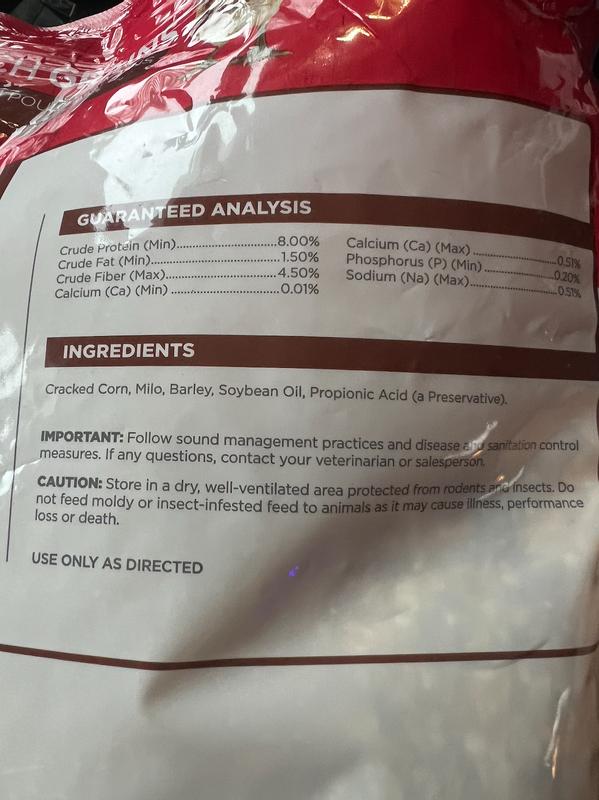 GUARANTEED ANALYSIS
Crude Protein (Min)..............................8.00%
Crude Fat (Min)......................................1.50%
Crude Fiber (Max)..................................4.50%
Calcium (Ca) (Min) ................................0.01%
Calcium (Ca) (Max) ........................0.51%
Phosphorus (P) (Min) .....................0.20%
Sodium (Na) (Max)..........................0.51%
INGREDIENTS
Cracked Corn, Milo, Barley, Soybean Oil, Propionic Acid (a Preservative).
IMPORTANT: Follow sound management practices and disease and sanitation control
measures. If any questions, contact your veterinarian or salesperson.
CAUTION: Store in a dry, well-ventilated area protected from rodents and insects. Do
not feed moldy or insect-infested feed to animals as it may cause illness, performance
loss or death.
USE ONLY AS DIRECTED